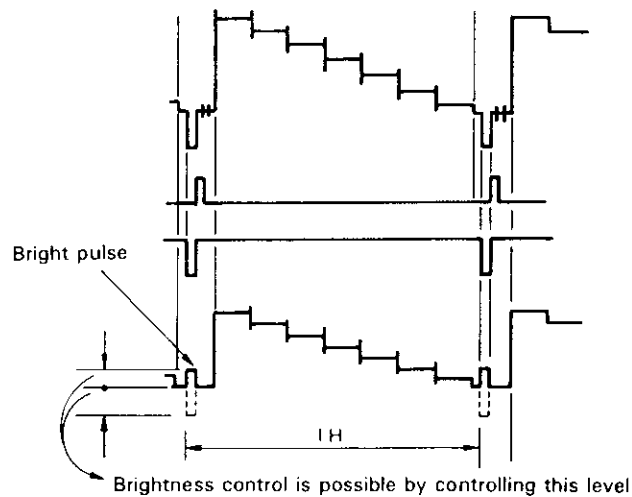 Bright pulse
1H
Brightness control is possible by controlling this level